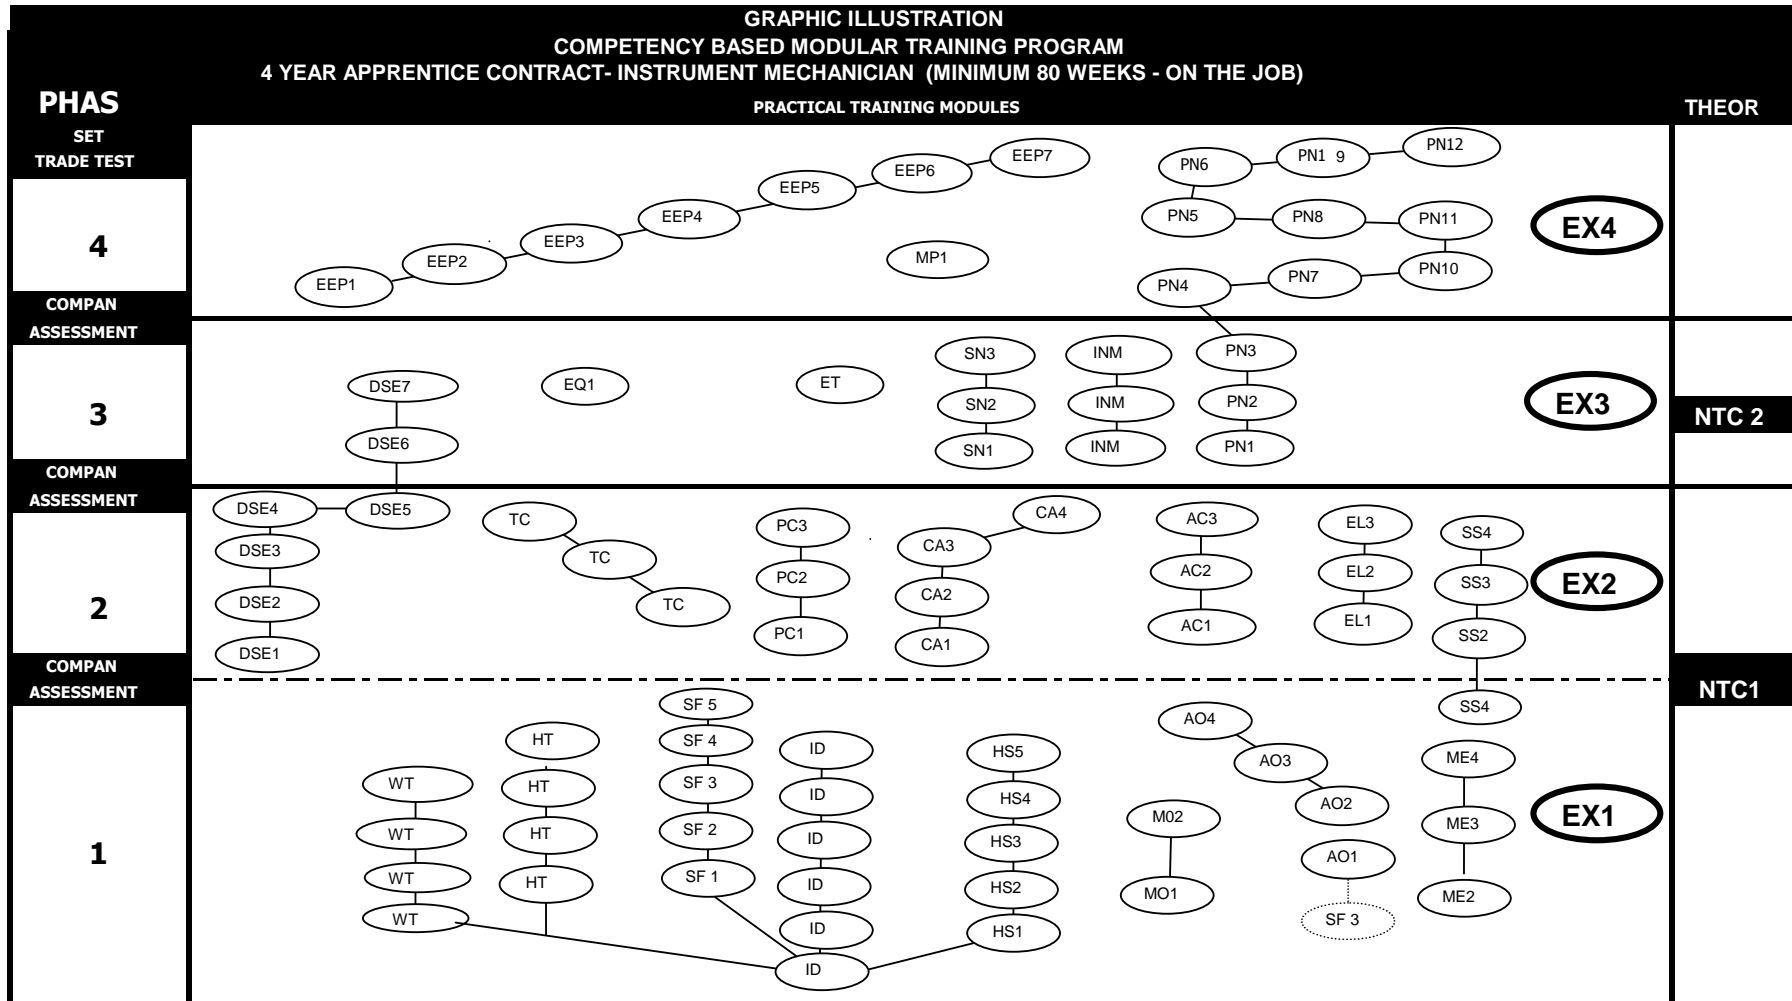 GRAPHIC ILLUSTRATION
COMPETENCY BASED MODULAR TRAINING PROGRAM
4 YEAR APPRENTICE CONTRACT- INSTRUMENT MECHANICIAN (MINIMUM 80 WEEKS - ON THE JOB)
PHAS
PRACTICAL TRAINING MODULES
THEOR
SET
TRADE TEST
EEP7
PN6
PN1 9
PN12
EEP6
EEP5
EEP4
PN5
PN8
PN11
EX4
4
EEP3
EEP2
MP1
EEP1
PN4
PN7
PN10
COMPAN
ASSESSMENT
SN3
INM
PN3
DSE7
EQ1
ET
SN2
INM
PN2
EX3
3
NTC 2
DSE6
SN1
INM
PN1
COMPAN
ASSESSMENT
DSE4
DSE5
TC
PC3
CA4
AC3
EL3
SS4
DSE3
TC
CA3
PC2
AC2
EL2
SS3
EX2
2
DSE2
TC
CA2
PC1
AC1
EL1
SS2
DSE1
CA1
COMPAN
ASSESSMENT
NTC1
SF 5
SS4
HT
SF 4
ID
HS5
AO4
AO3
ME4
WT
HT
SF 3
ID
HS4
AO2
EX1
WT
HT
SF 2
ID
HS3
M02
ME3
1
WT
HT
SF 1
ID
HS2
MO1
AO1
ME2
WT
ID
HS1
SF 3
ID